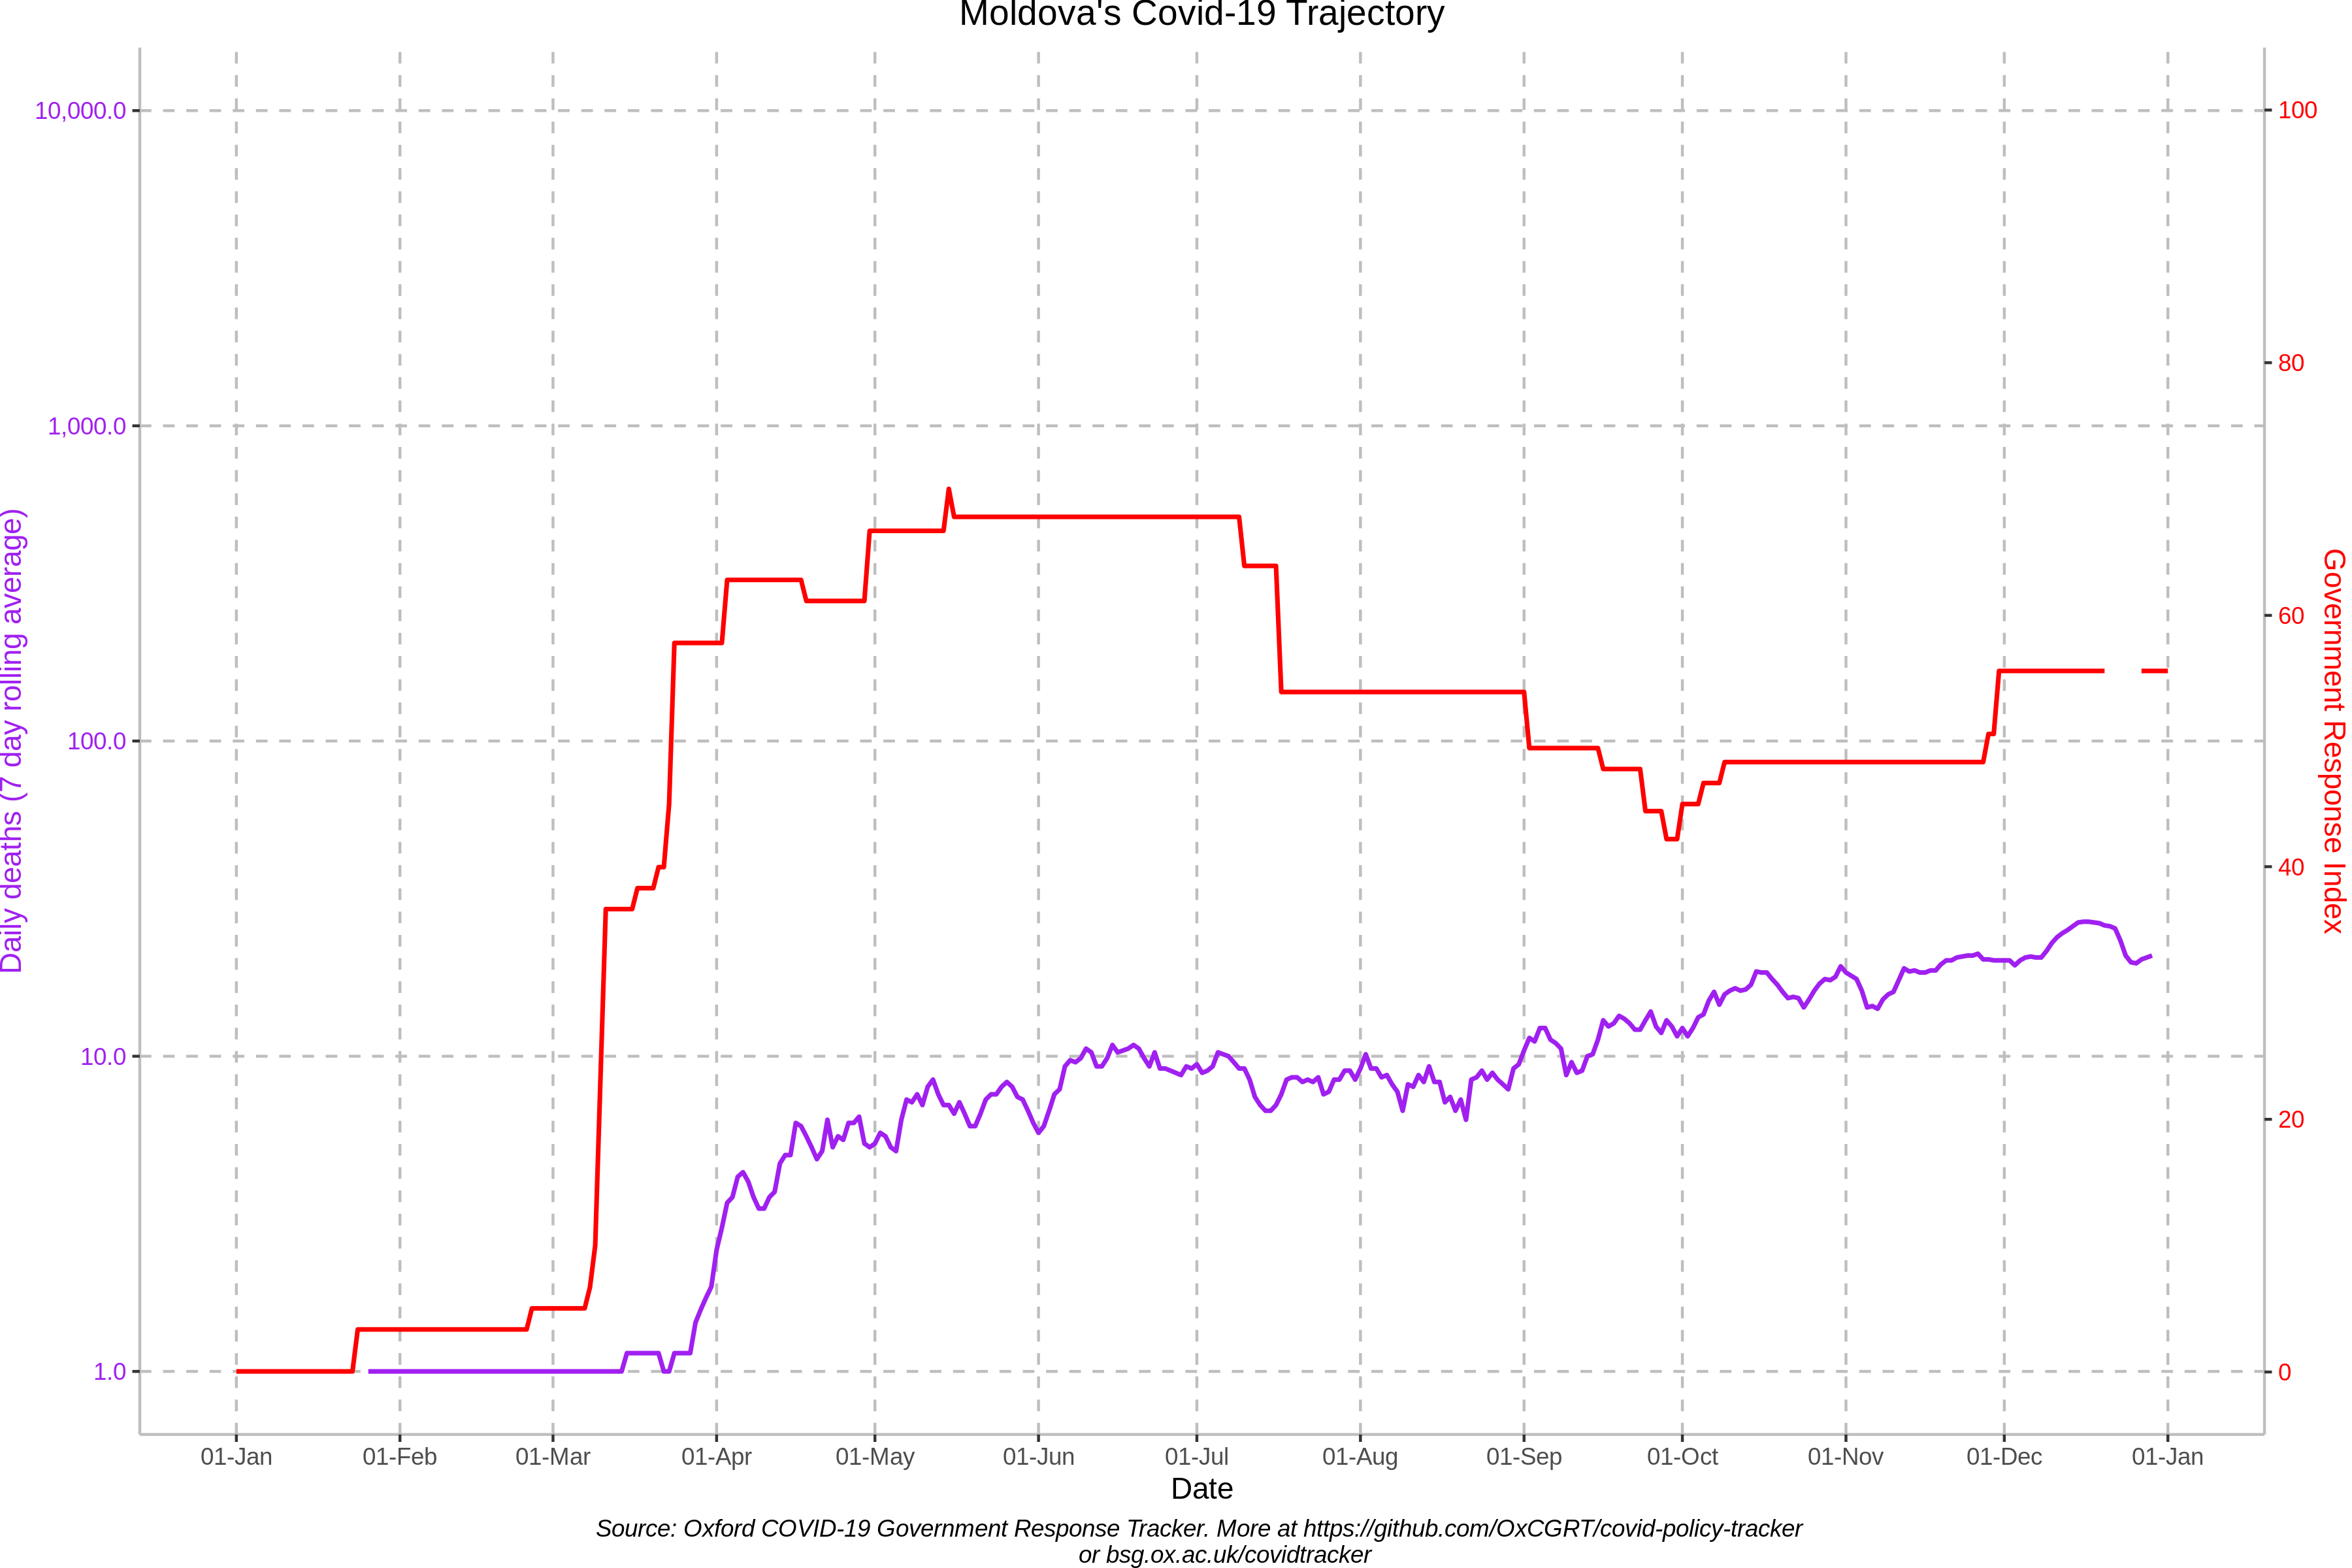 Moldova's Covid-19 Trajectory
10,000.0
1,000.0
100.0
10.0
1.0
Daily deaths (7 day rolling average)
100
80
60
40
20
0
Government Response Index
01-Jan 01-Feb 01-Mar 01-Apr 01-May 01-Jun 01-Jul 01-Aug 01-Sep 01-Oct 01-Nov 01-Dec 01-Jan
Date
Source: Oxford COVID-19 Government Response Tracker. More at https://github.com/OxCGRT/covid-policy-tracker
or bsg.ox.ac.uk/covidtracker